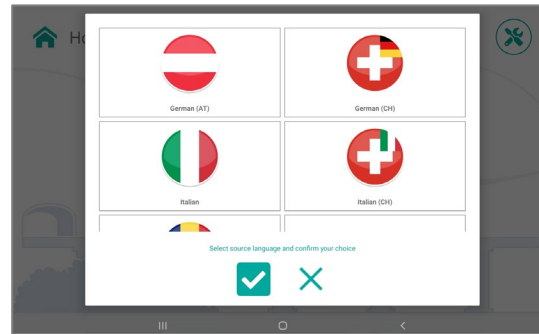 Ho
German (AT)
German (CH)
Italian
Italian (CH)
Select source language and confirm your choice